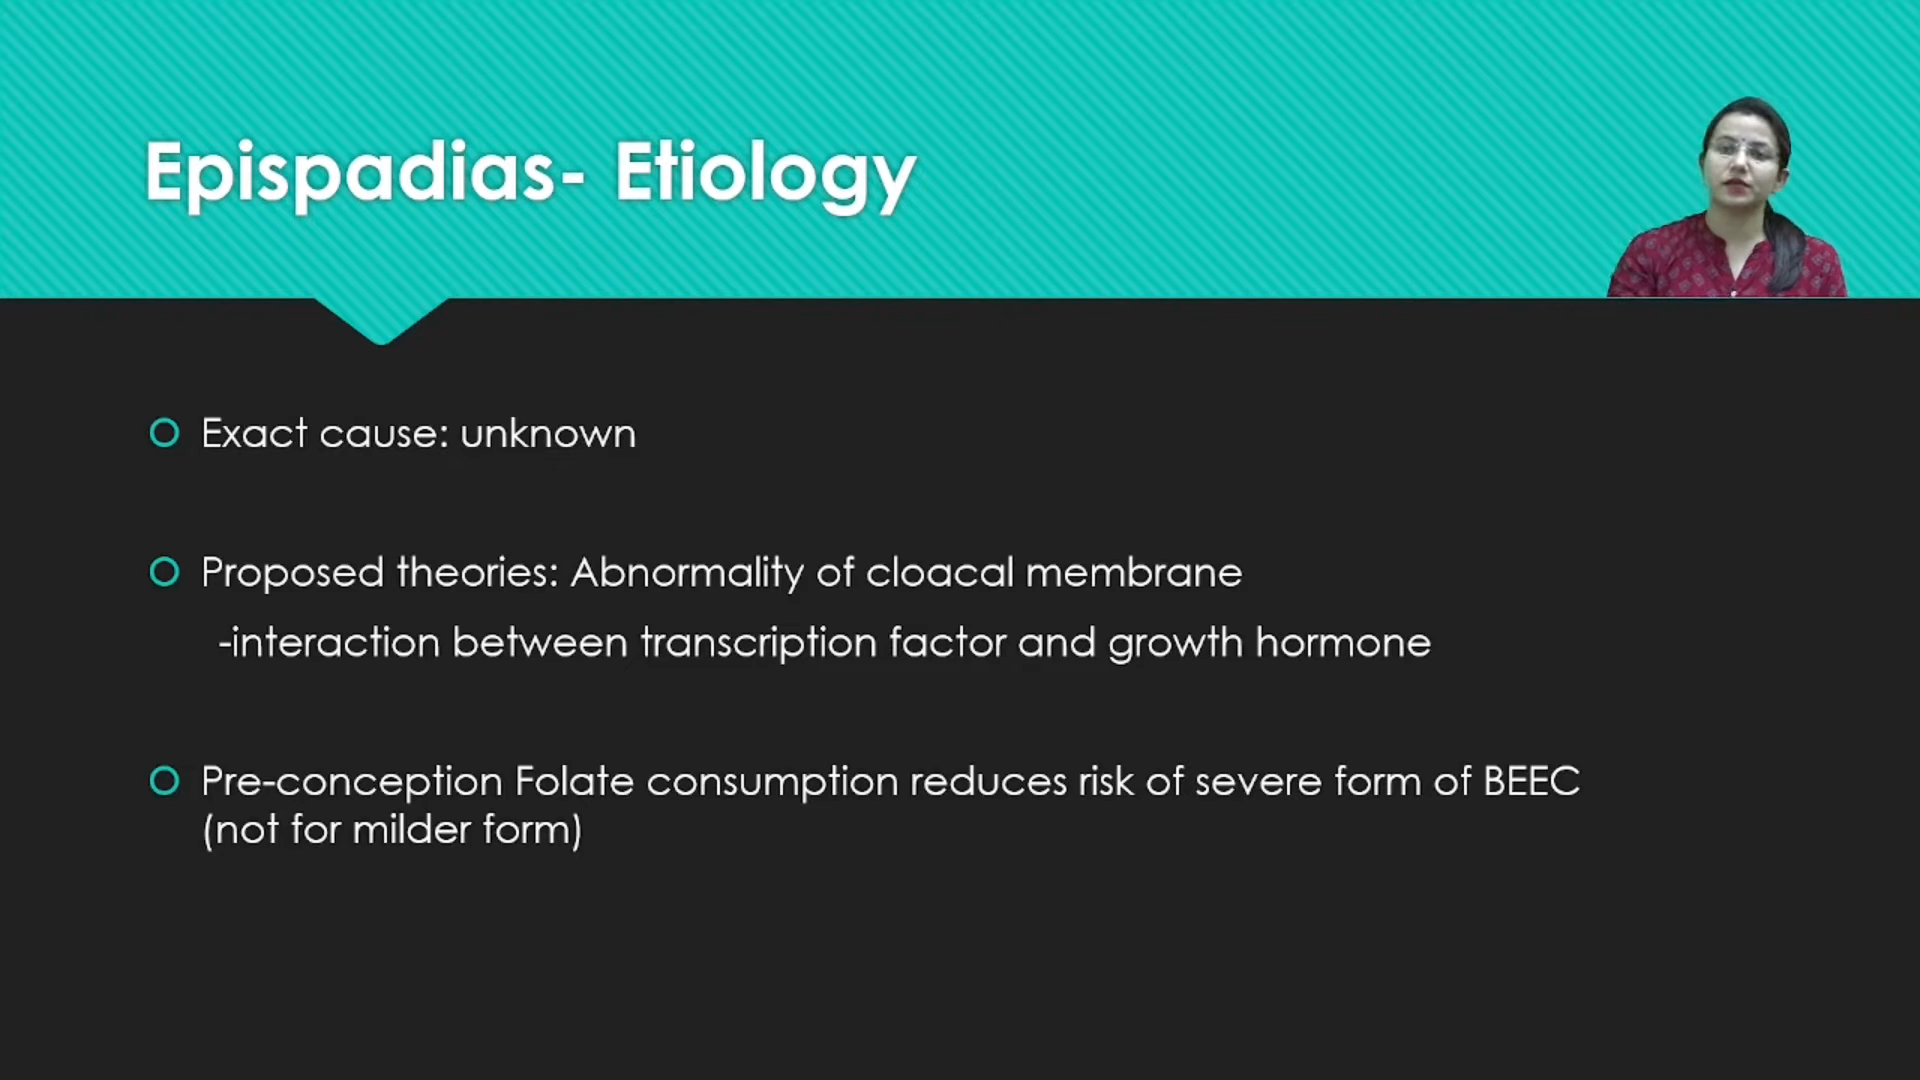 Epispadias- Etiology
Exact cause: unknown
Proposed theories: Abnormality of cloacal membrane
-interaction between transcription factor and growth hormone
Pre-conception Folate consumption reduces risk of severe form of BEEC
(not for milder form)